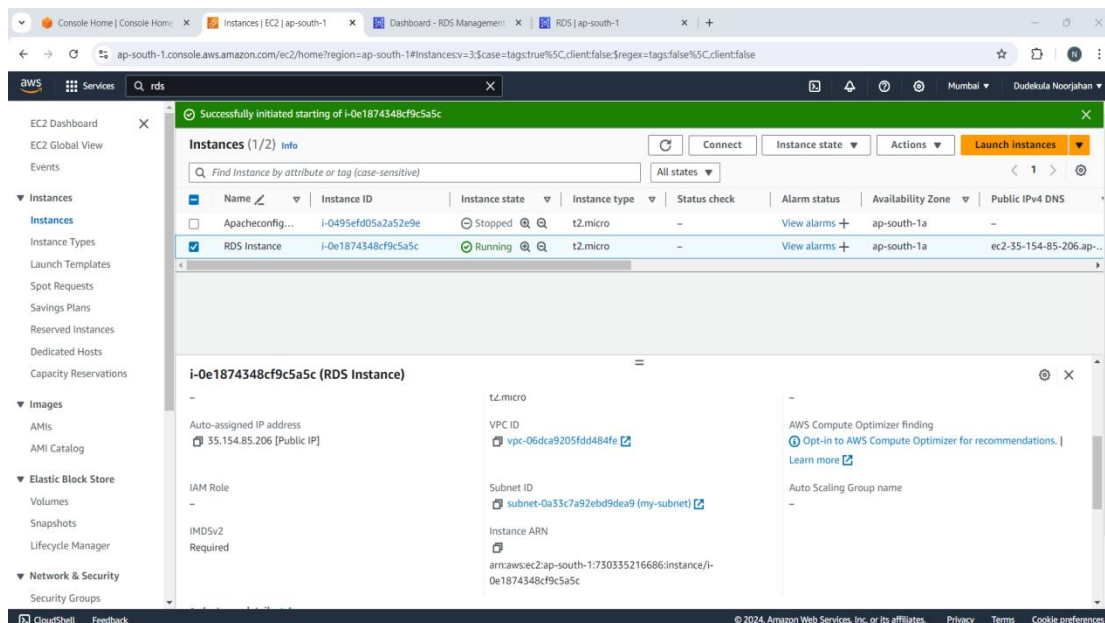 Console Home | Console Home
Instances | EC2 | ap-south-1
Dashboard - RDS Management
RDS | ap-south-1
ap-south-1.console.aws.amazon.com/ec2/home?region=ap-south-1#Instances:v=3;$case=tags:true%5C,client:false;$regex=tags:false%5C,client:false
N
aws Services rds Mumbai Dudekula Noorjahan
EC2 Dashboard
EC2 Global View
Events
Instances
Instances
Instance Types
Launch Templates
Spot Requests
Savings Plans
Reserved Instances
Dedicated Hosts
Capacity Reservations
Images
AMIs
AMI Catalog
Elastic Block Store
Volumes
Snapshots
Lifecycle Manager
Network & Security
Security Groups
Successfully initiated starting of i-0e1874348cf9c5a5c
Instances (1/2) Info Connect Instance state Actions Launch instances
Find Instance by attribute or tag (case-sensitive) All states 1
Name Instance ID Instance state Instance type Status check Alarm status Availability Zone Public IPv4 DNS
Apacheconfig... i-0495efd05a2a52e9e Stopped t2.micro – View alarms + ap-south-1a –
RDS Instance i-0e1874348cf9c5a5c Running t2.micro – View alarms + ap-south-1a ec2-35-154-85-206.ap-...
i-0e1874348cf9c5a5c (RDS Instance)
– t2.micro –
Auto-assigned IP address
35.154.85.206 [Public IP]
VPC ID
vpc-06dca9205fdd484fe
AWS Compute Optimizer finding
Opt-in to AWS Compute Optimizer for recommendations. |
Learn more
IAM Role
–
Subnet ID
subnet-0a33c7a92ebd9dea9 (my-subnet)
Auto Scaling Group name
–
IMDSv2
Required
Instance ARN
arn:aws:ec2:ap-south-1:730335216686:instance/i-
0e1874348cf9c5a5c
CloudShell Feedback © 2024, Amazon Web Services, Inc. or its affiliates. Privacy Terms Cookie preferences